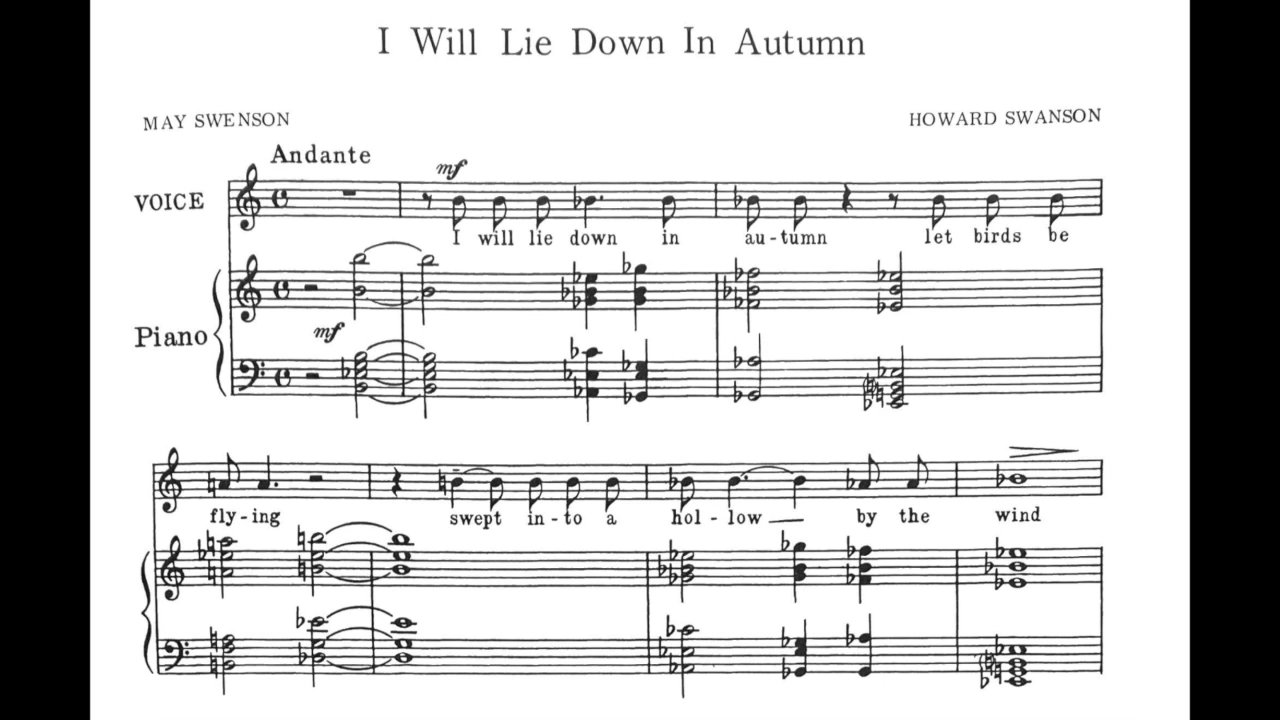 I Will Lie Down In Autumn
MAY SWENSON
HOWARD SWANSON
Andante
mf
VOICE
I will lie down in au-tumn let birds be
Piano
mf
fly-ing swept in-to a hol-low by the wind